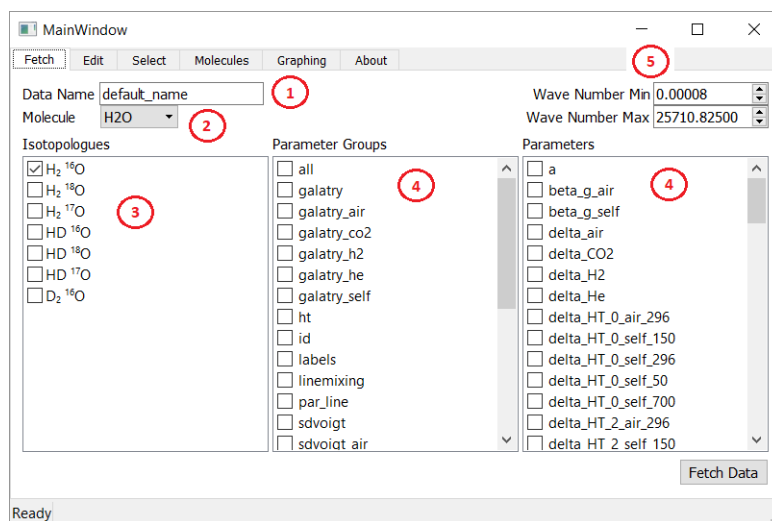 MainWindow
Fetch Edit Select Molecules Graphing About
5
Data Name default_name 1 Wave Number Min 0.00008
Molecule H2O 2 Wave Number Max 25710.82500
Isotopologues Parameter Groups Parameters
H₂ ¹⁶O all a
H₂ ¹⁸O galatry 4 beta_g_air 4
H₂ ¹⁷O 3 galatry_air beta_g_self
HD ¹⁶O galatry_co2 delta_air
HD ¹⁸O galatry_h2 delta_CO2
HD ¹⁷O galatry_he delta_H2
D₂ ¹⁶O galatry_self delta_He
ht delta_HT_0_air_296
id delta_HT_0_self_150
labels delta_HT_0_self_296
linemixing delta_HT_0_self_50
par_line delta_HT_0_self_700
sdvoigt delta_HT_2_air_296
sdvoigt_air delta_HT_2_self_150
Fetch Data
Ready